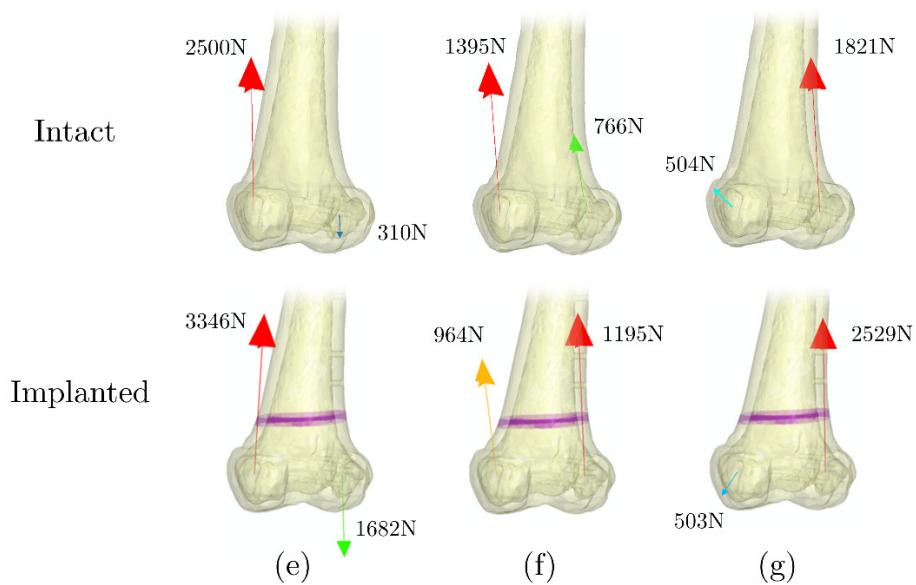 2500N
1395N
1821N
Intact
766N
504N
310N
3346N
964N
1195N
2529N
Implanted
1682N
503N
(e)
(f)
(g)